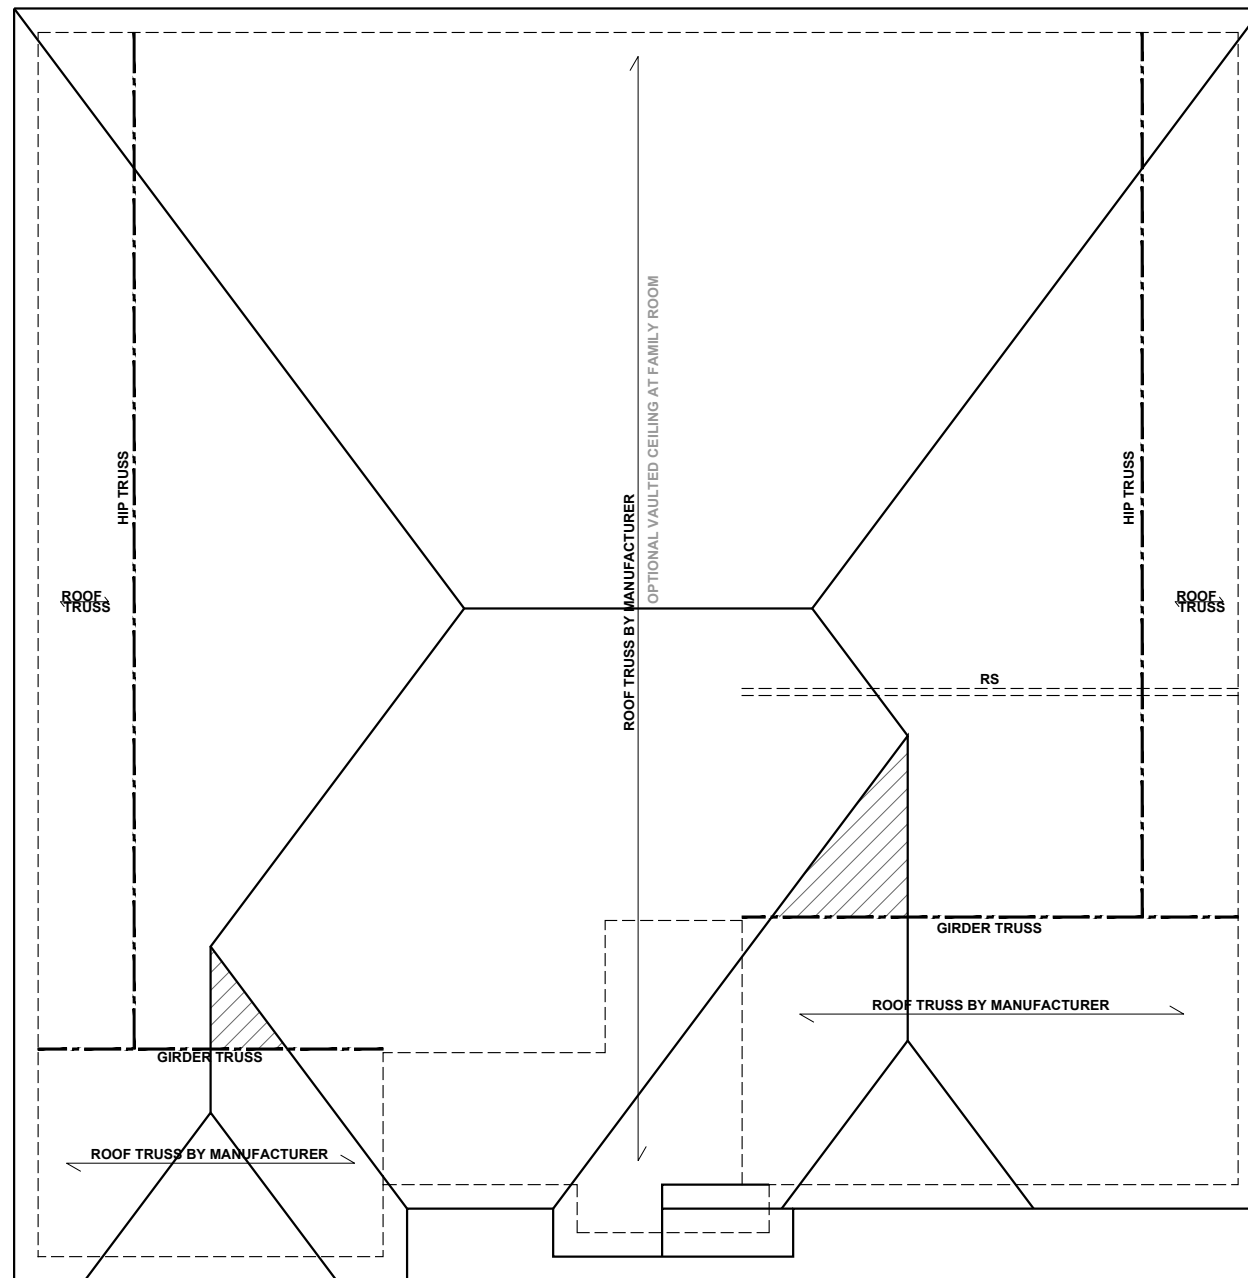 OPTIONAL VAULTED CEILING AT FAMILY ROOM
HIP TRUSS
HIP TRUSS
ROOF TRUSS BY MANUFACTURER
ROOF
TRUSS
ROOF
TRUSS
RS
GIRDER TRUSS
ROOF TRUSS BY MANUFACTURER
GIRDER TRUSS
ROOF TRUSS BY MANUFACTURER